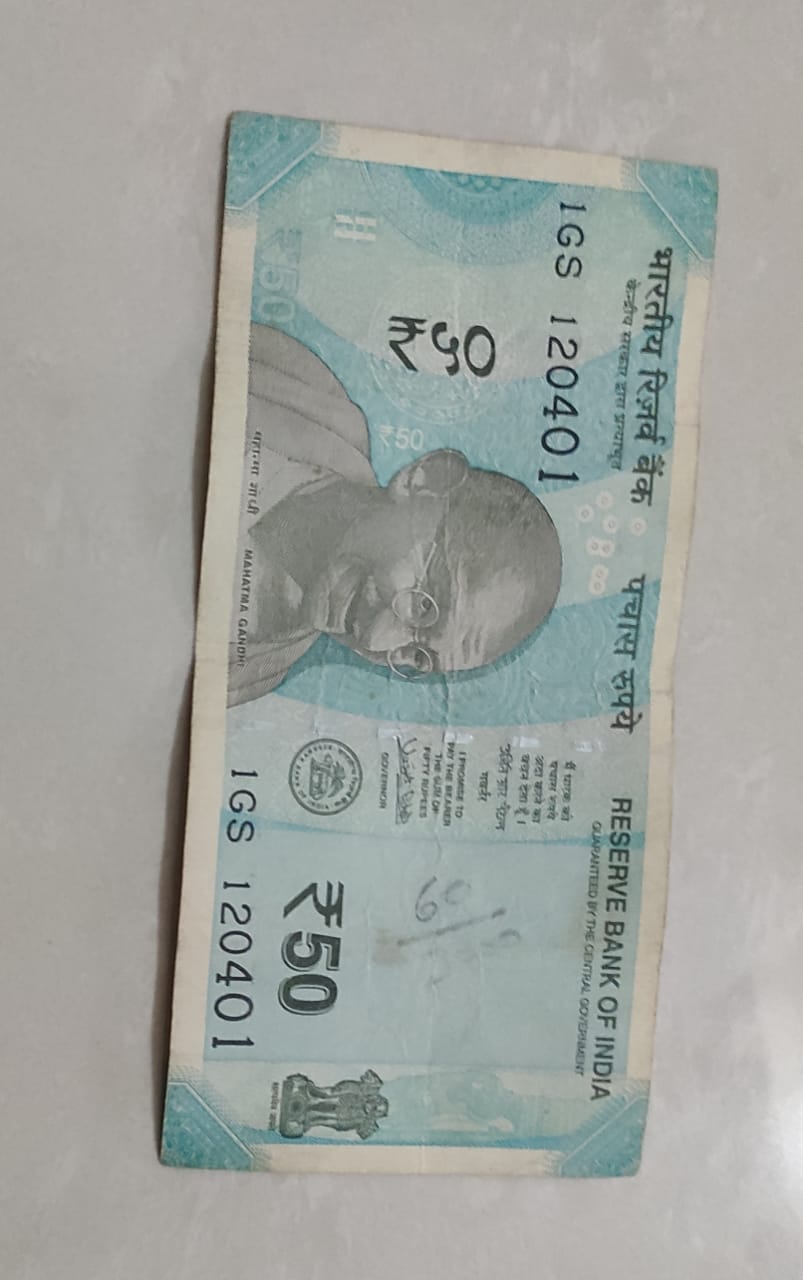 भारतीय रिज़र्व बैंक
केन्द्रीय सरकार द्वारा प्रत्याभूत
पचास रुपये
RESERVE BANK OF INDIA
GUARANTEED BY THE CENTRAL GOVERNMENT
1GS 120401
₹५०
₹50
मैं धारक को
पचास रुपये
अदा करने का
वचन देता हूँ।
उर्जित आर पटेल
गवर्नर
I PROMISE TO
PAY THE BEARER
THE SUM OF
FIFTY RUPEES
GOVERNOR
₹50
₹50
सत्यमेव जयते
महात्मा गांधी
MAHATMA GANDHI
1GS 120401